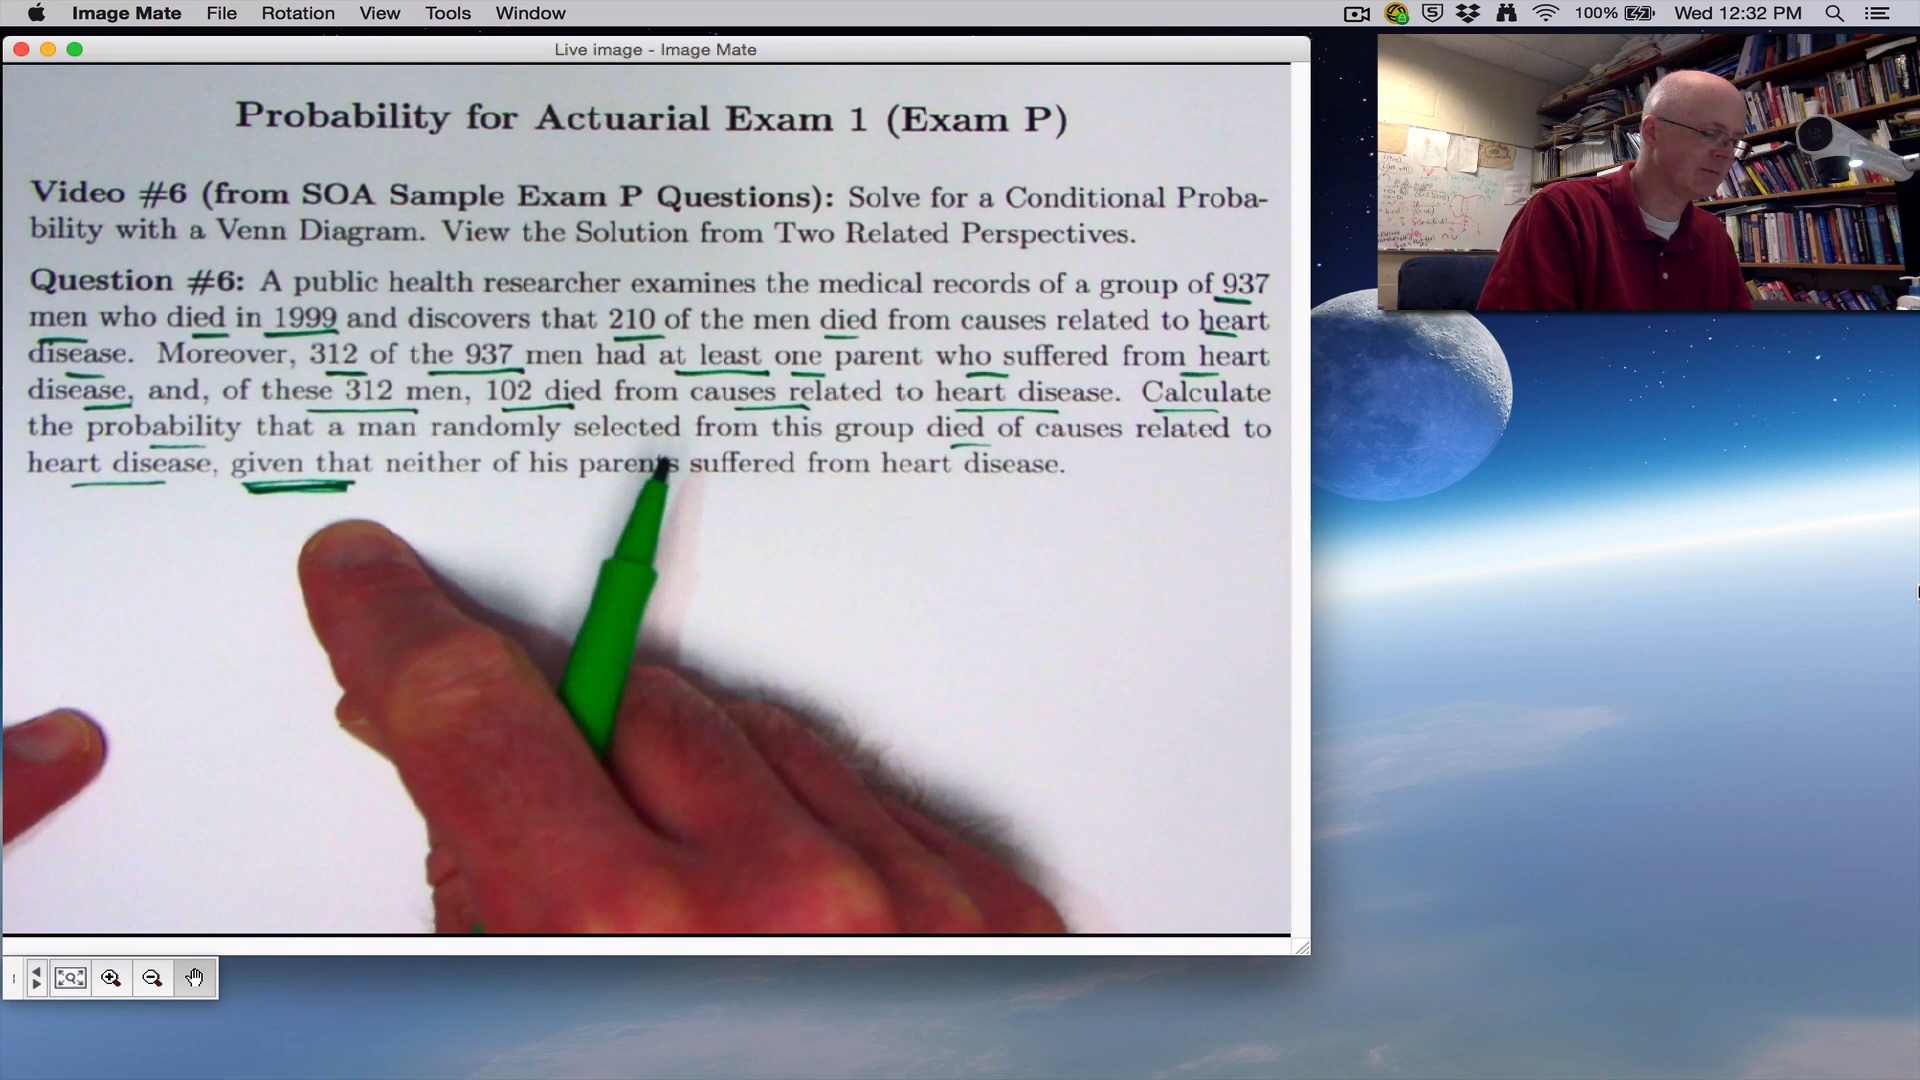 Image Mate File Rotation View Tools Window 100% Wed 12:32 PM
Live image - Image Mate
Probability for Actuarial Exam 1 (Exam P)
Video #6 (from SOA Sample Exam P Questions): Solve for a Conditional Proba-
bility with a Venn Diagram. View the Solution from Two Related Perspectives.
Question #6: A public health researcher examines the medical records of a group of 937
men who died in 1999 and discovers that 210 of the men died from causes related to heart
disease. Moreover, 312 of the 937 men had at least one parent who suffered from heart
disease, and, of these 312 men, 102 died from causes related to heart disease. Calculate
the probability that a man randomly selected from this group died of causes related to
heart disease, given that neither of his parents suffered from heart disease.